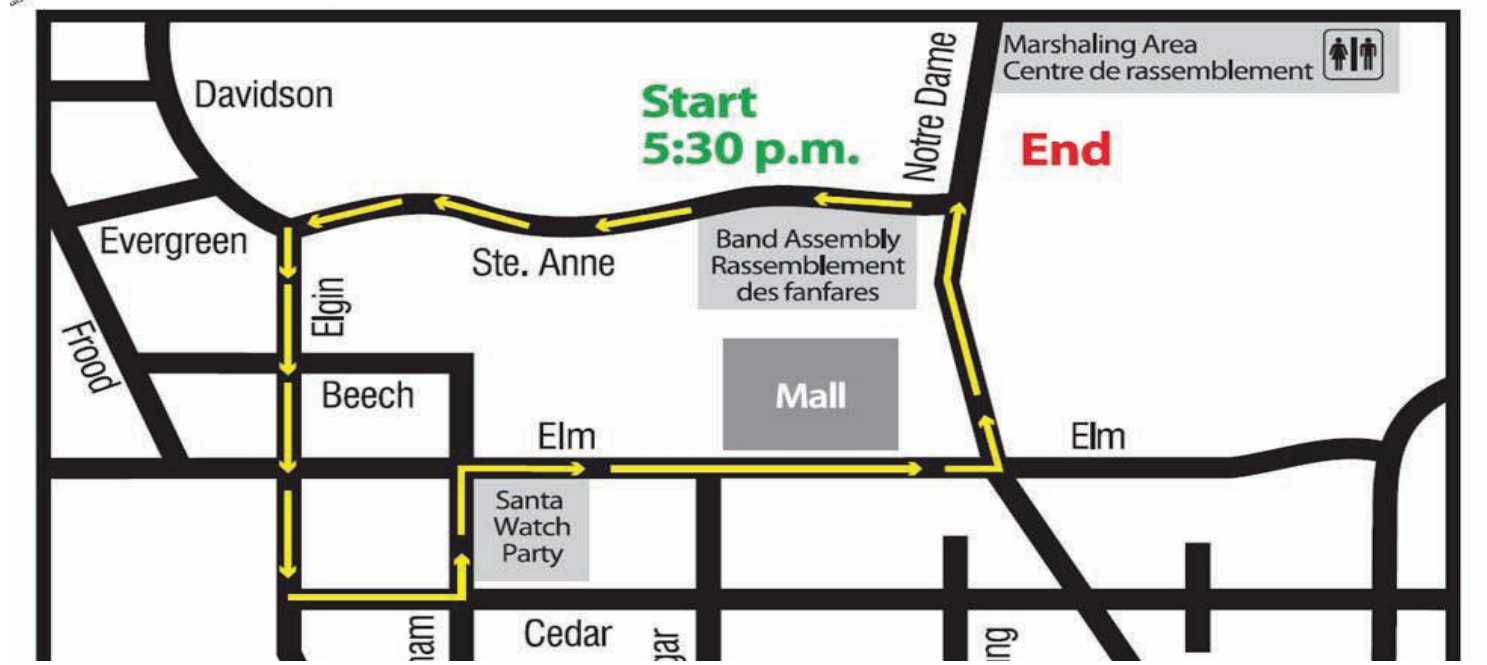 Davidson
Start
5:30 p.m.
Notre Dame
Marshaling Area
Centre de rassemblement
End
Evergreen
Elgin
Ste. Anne
Band Assembly
Rassemblement
des fanfares
Frood
Beech
Mall
Elm
Elm
Santa
Watch
Party
Cedar